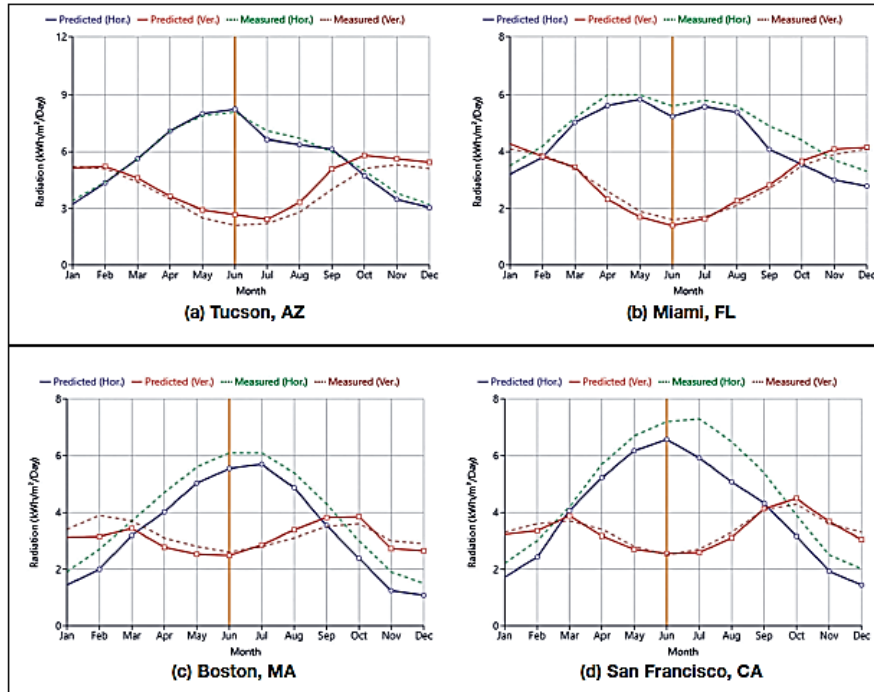 Predicted (Hor.) Predicted (Ver.) Measured (Hor.) Measured (Ver.)
12
9
6
3
0
Radiation (kWh/m²/Day)
Jan Feb Mar Apr May Jun Jul Aug Sep Oct Nov Dec
Month
(a) Tucson, AZ
Predicted (Hor.) Predicted (Ver.) Measured (Hor.) Measured (Ver.)
8
6
4
2
0
Radiation (kWh/m²/Day)
Jan Feb Mar Apr May Jun Jul Aug Sep Oct Nov Dec
Month
(b) Miami, FL
Predicted (Hor.) Predicted (Ver.) Measured (Hor.) Measured (Ver.)
8
6
4
2
0
Radiation (kWh/m²/Day)
Jan Feb Mar Apr May Jun Jul Aug Sep Oct Nov Dec
Month
(c) Boston, MA
Predicted (Hor.) Predicted (Ver.) Measured (Hor.) Measured (Ver.)
8
6
4
2
0
Radiation (kWh/m²/Day)
Jan Feb Mar Apr May Jun Jul Aug Sep Oct Nov Dec
Month
(d) San Francisco, CA